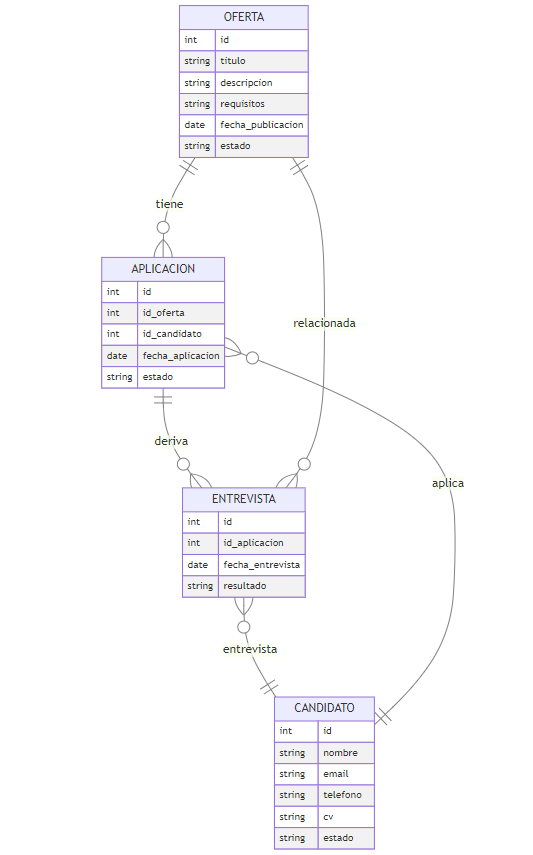 OFERTA
int id
string titulo
string descripcion
string requisitos
date fecha_publicacion
string estado
tiene
APLICACION
int id
int id_oferta
int id_candidato
date fecha_aplicacion
string estado
relacionada
deriva
aplica
ENTREVISTA
int id
int id_aplicacion
date fecha_entrevista
string resultado
entrevista
CANDIDATO
int id
string nombre
string email
string telefono
string cv
string estado